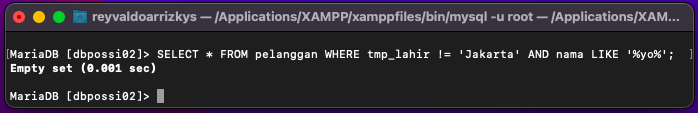 reyvaldoarrizkys — /Applications/XAMPP/xamppfiles/bin/mysql -u root — /Applications/XAM...
[MariaDB [dbpossi02]> SELECT * FROM pelanggan WHERE tmp_lahir != 'Jakarta' AND nama LIKE '%yo%'; ]
Empty set (0.001 sec)
MariaDB [dbpossi02]>